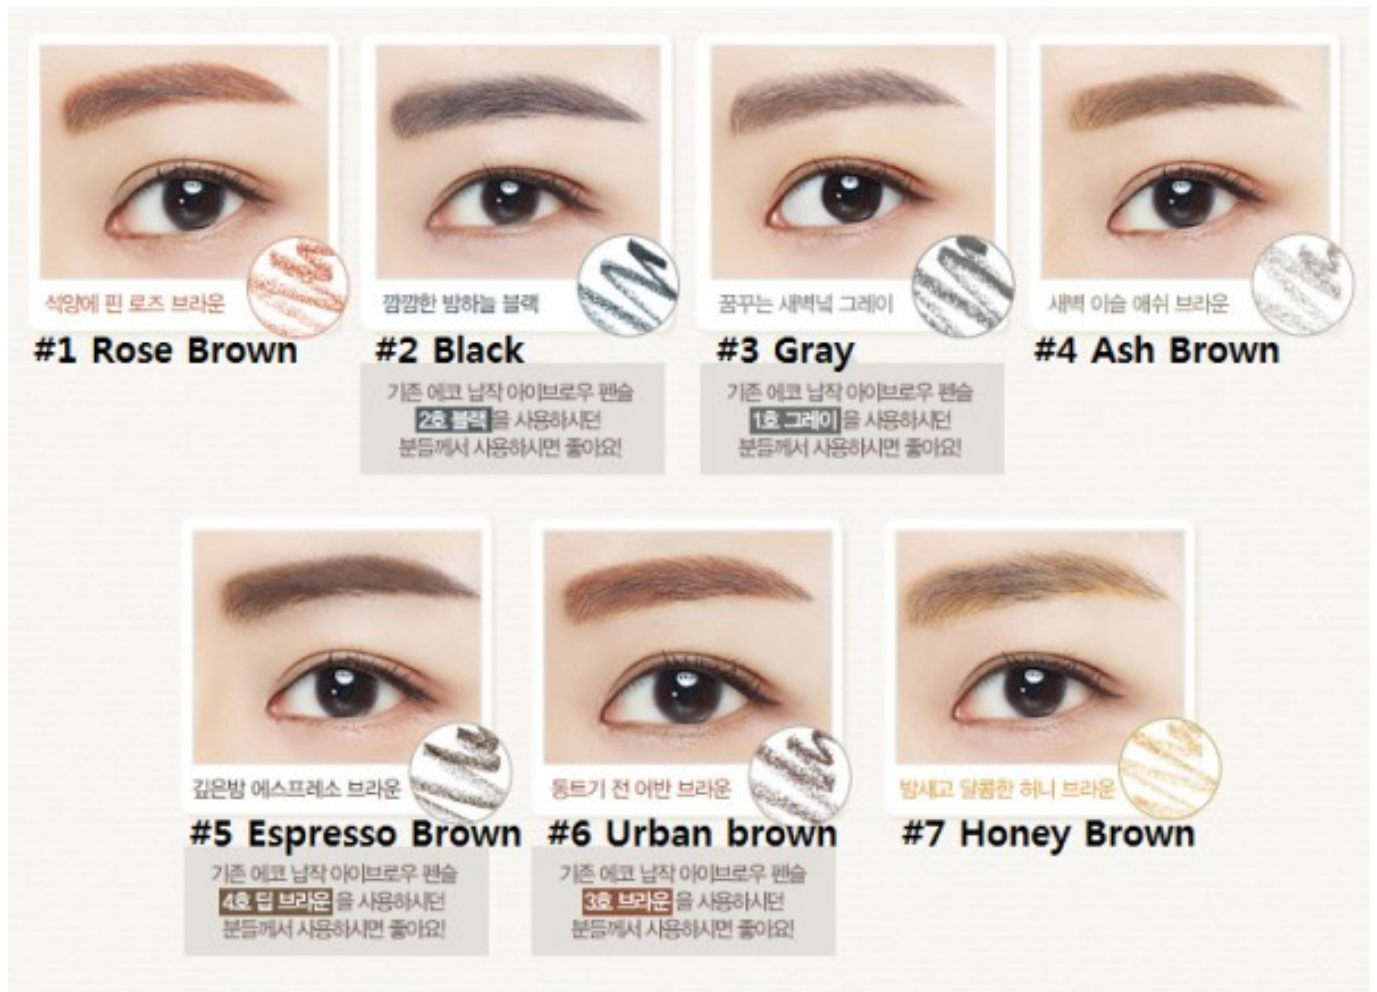 석양에 핀 로즈 브라운
깜깜한 밤하늘 블랙
꿈꾸는 새벽녘 그레이
새벽 이슬 애쉬 브라운
#1 Rose Brown
#2 Black
#3 Gray
#4 Ash Brown
기존 에코 납작 아이브로우 펜슬
2호 블랙을 사용하시던
분들께서 사용하시면 좋아요!
기존 에코 납작 아이브로우 펜슬
1호 그레이 을 사용하시던
분들께서 사용하시면 좋아요!
깊은밤 에스프레소 브라운
동트기 전 어반 브라운
밤새고 달콤한 허니 브라운
#5 Espresso Brown
#6 Urban brown
#7 Honey Brown
기존 에코 납작 아이브로우 펜슬
4호 딥 브라운 을 사용하시던
분들께서 사용하시면 좋아요!
기존 에코 납작 아이브로우 펜슬
3호 브라운 을 사용하시던
분들께서 사용하시면 좋아요!